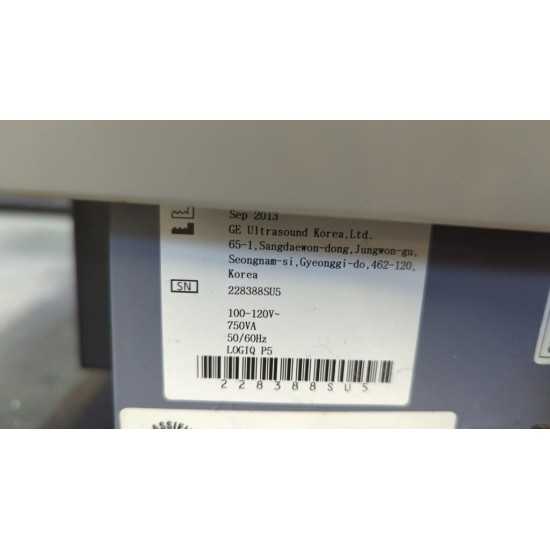 Sep 2013
GE Ultrasound Korea,Ltd.
65-1,Sangdaewon-dong,Jungwon-gu,
Seongnam-si,Gyeonggi-do,462-120,
Korea
SN 228388SU5
100-120V~
750VA
50/60Hz
LOGIQ P5
228388SU5